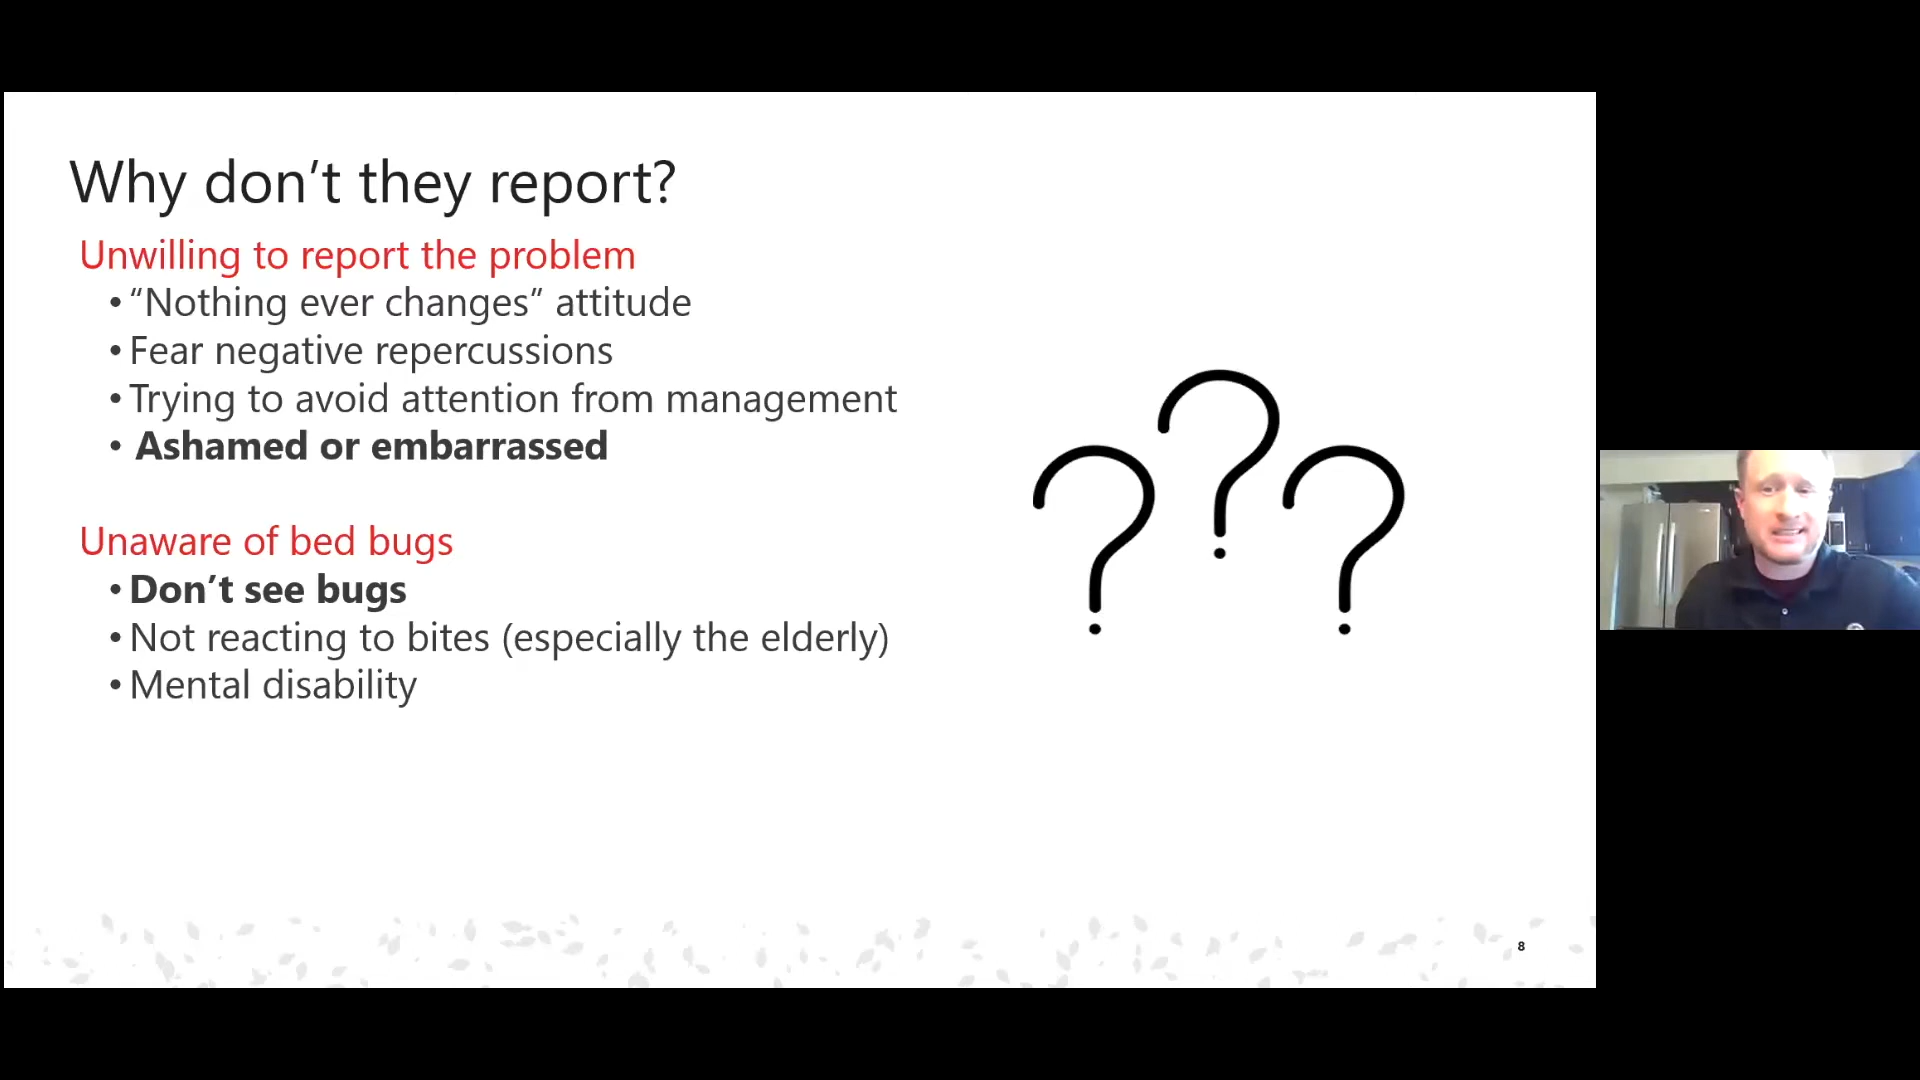 Why don’t they report?
Unwilling to report the problem
• “Nothing ever changes” attitude
• Fear negative repercussions
• Trying to avoid attention from management
• Ashamed or embarrassed
Unaware of bed bugs
• Don’t see bugs
• Not reacting to bites (especially the elderly)
• Mental disability
? ? ?
8